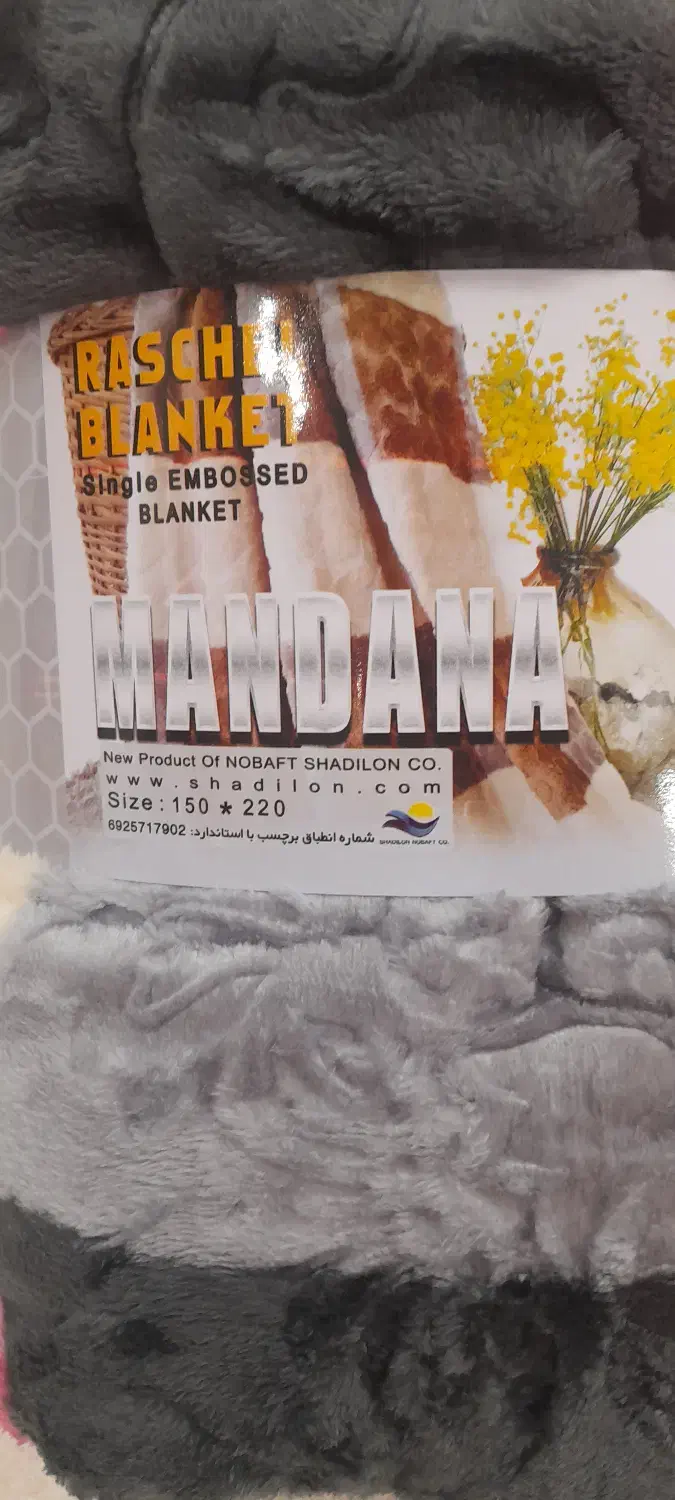 RASCHEL
BLANKET
Single EMBOSSED
BLANKET
MANDANA
New Product Of NOBAFT SHADILON CO.
www.shadilon.com
Size : 150 * 220
شماره انطباق برچسب با استاندارد: 6925717902
SHADILON NOBAFT CO.